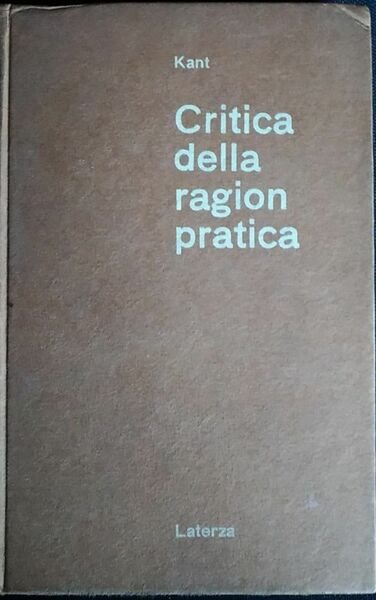 Kant
Critica
della
ragion
pratica
Laterza